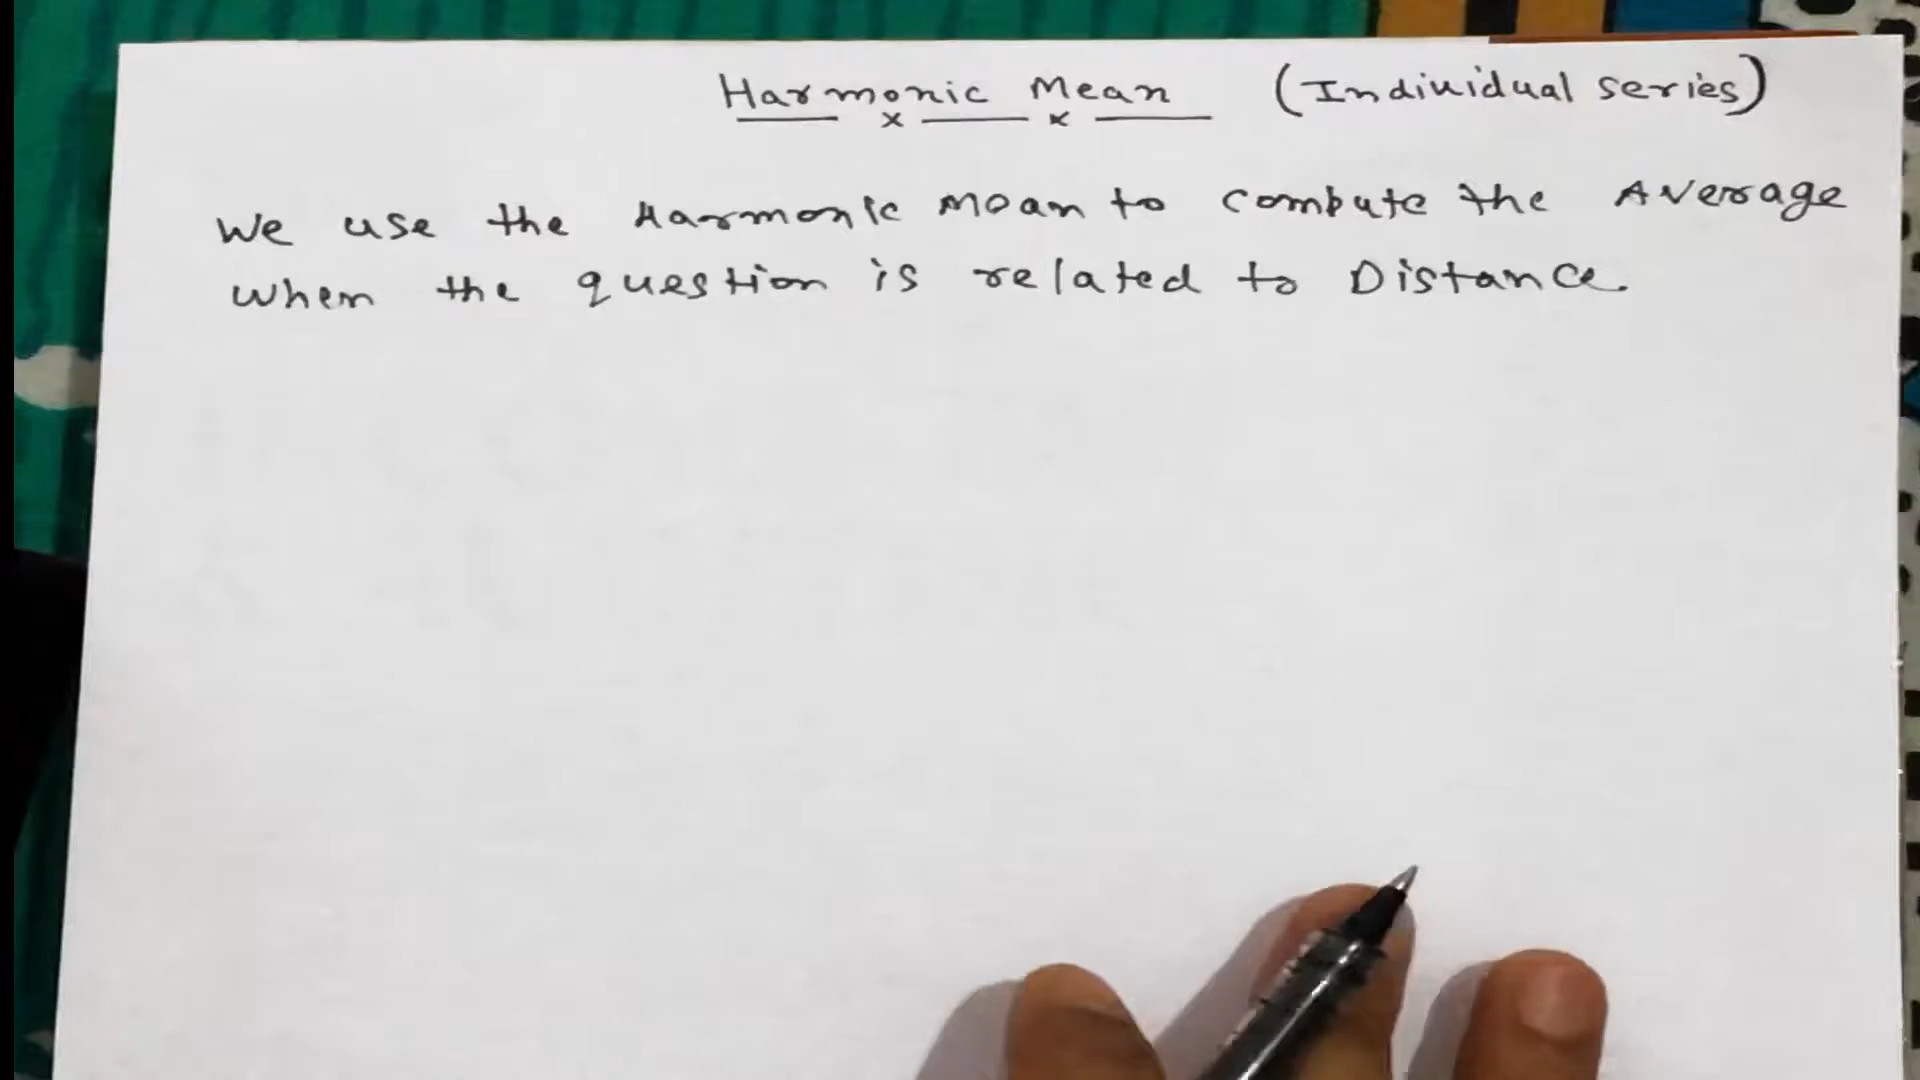 Harmonic Mean (Individual series)
We use the Harmonic Mean to compute the Average
when the question is related to Distance.